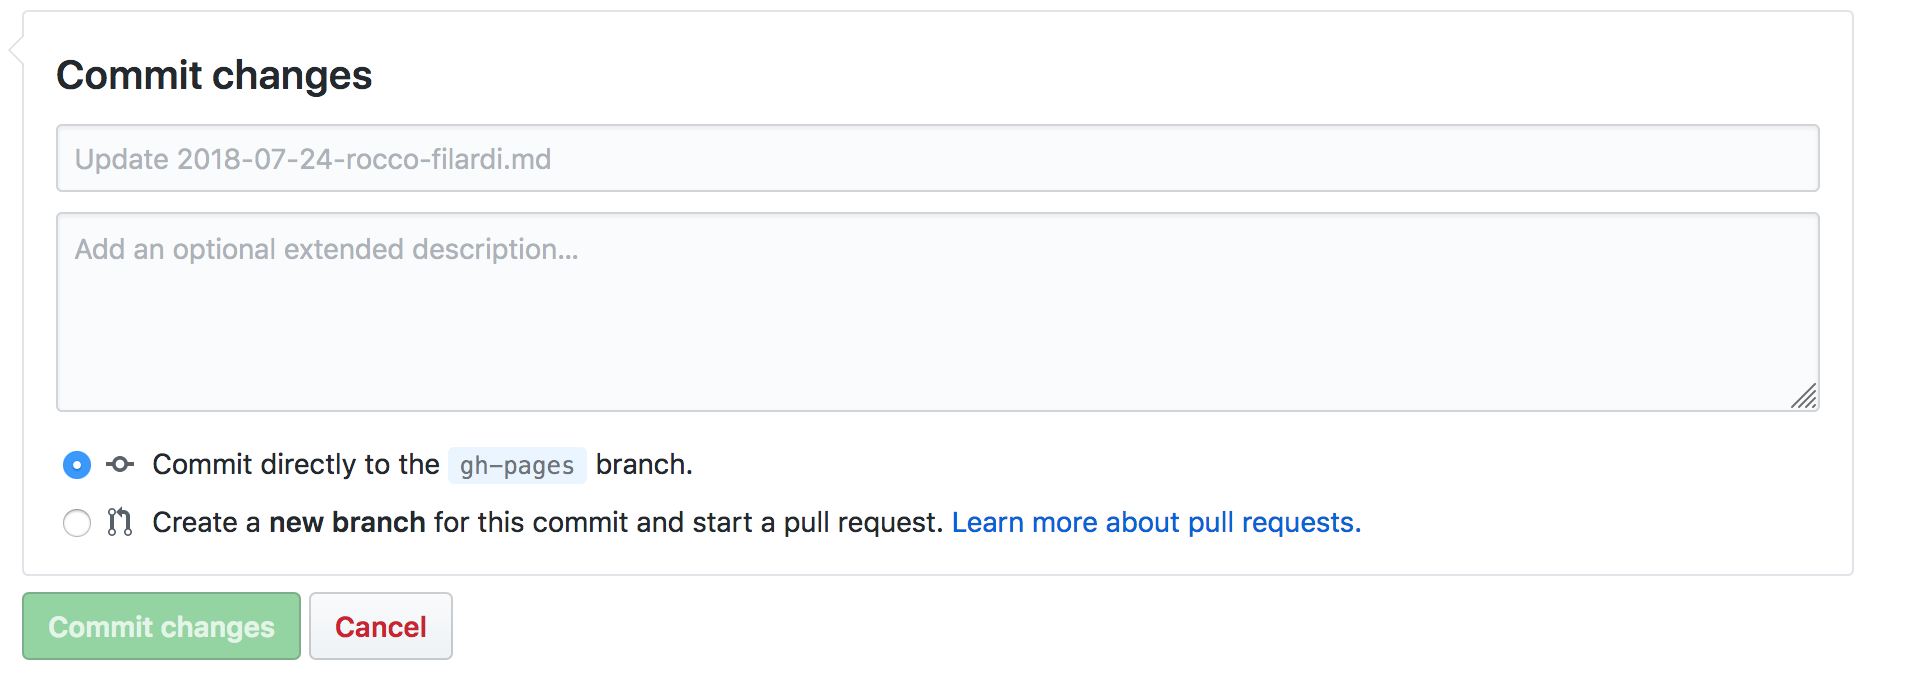 Commit changes
Update 2018-07-24-rocco-filardi.md
Add an optional extended description...
Commit directly to the gh-pages branch.
Create a new branch for this commit and start a pull request. Learn more about pull requests.
Commit changes Cancel